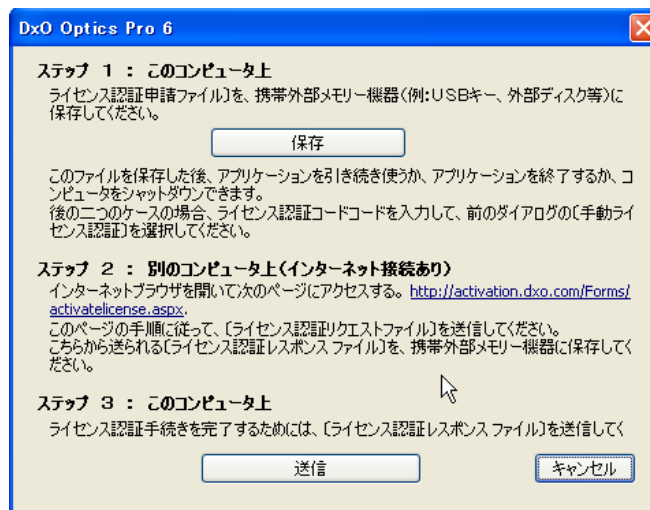 DxO Optics Pro 6
ステップ 1 : このコンピュータ上
ライセンス認証申請ファイル]を、携帯外部メモリー機器(例:USBキー、外部ディスク等)に
保存してください。
保存
このファイルを保存した後、アプリケーションを引き続き使うか、アプリケーションを終了するか、コ
ンピュータをシャットダウンできます。
後の二つのケースの場合、ライセンス認証コードコードを入力して、前のダイアログの[手動ライ
センス認証]を選択してください。
ステップ 2 : 別のコンピュータ上(インターネット接続あり)
インターネットブラウザを開いて次のページにアクセスする。 http://activation.dxo.com/Forms/
activatelicense.aspx.
このページの手順に従って、[ライセンス認証リクエストファイル]を送信してください。
こちらから送られる[ライセンス認証レスポンス ファイル]を、携帯外部メモリー機器に保存してく
ださい。
ステップ 3 : このコンピュータ上
ライセンス認証手続きを完了するためには、[ライセンス認証レスポンス ファイル]を送信してく
送信
キャンセル